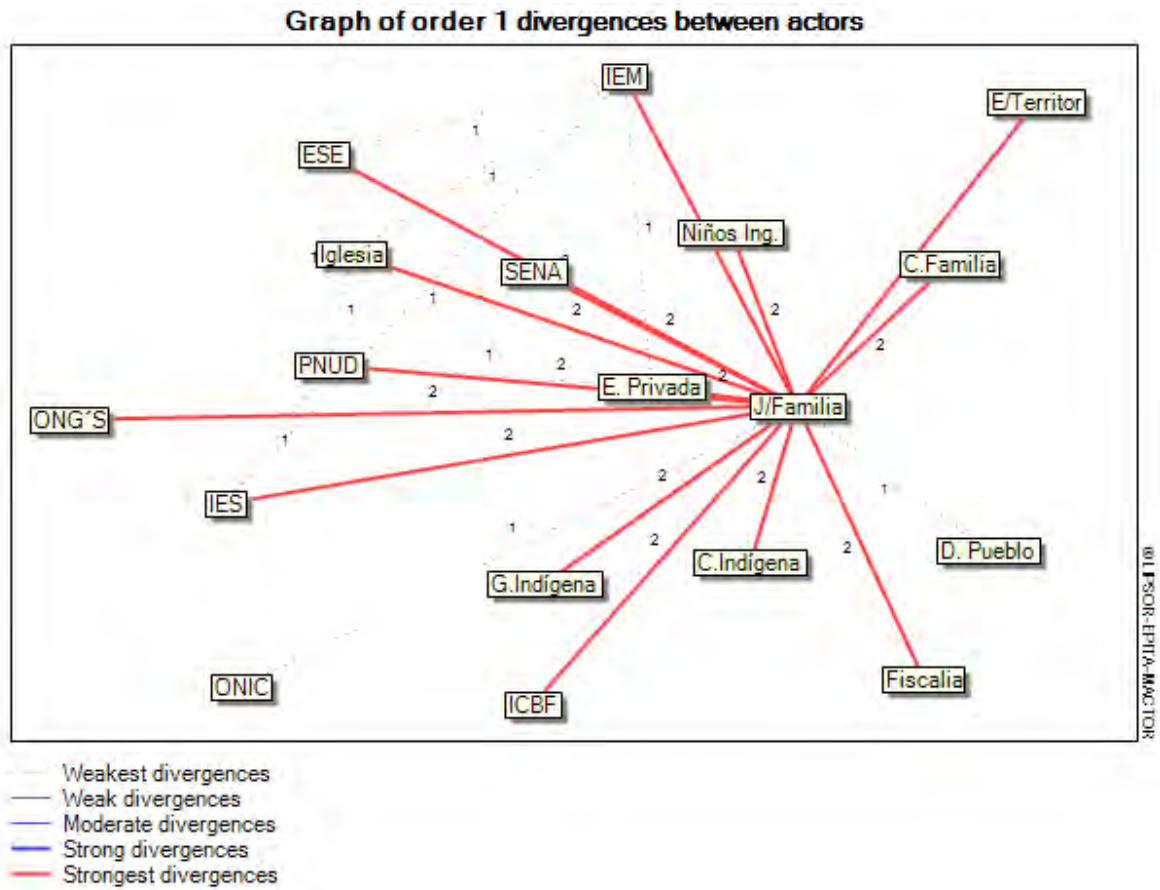 Graph of order 1 divergences between actors
IEM
E/Territor
1
ESE
1
1
Niños Ing.
Iglesia
SENA
C.Familia
1
1
2
2
2
2
1
2
PNUD
2
E. Privada
2
J/Familia
ONG´S
1
2
2
2
1
IES
1
2
2
D. Pueblo
C.Indígena
G.Indígena
ONIC
ICBF
Fiscalia
@LIPSOR-EPITA-MACTOR
Weakest divergences
Weak divergences
Moderate divergences
Strong divergences
Strongest divergences